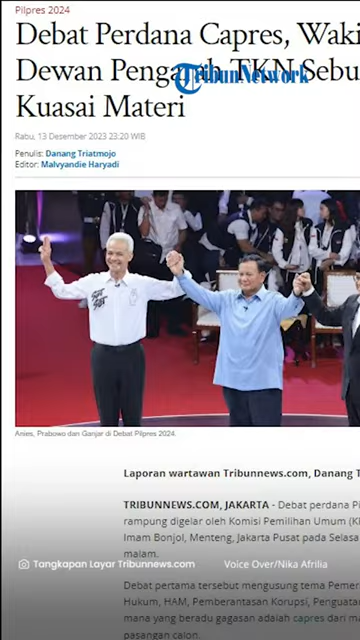 Pilpres 2024
Debat Perdana Capres, Waki
Dewan Pengarah TKN Sebu
Kuasai Materi
TribunNetwork
Rabu, 13 Desember 2023 23:20 WIB
Penulis: Danang Triatmojo
Editor: Malvyandie Haryadi
Anies, Prabowo dan Ganjar di Debat Pilpres 2024.
Laporan wartawan Tribunnews.com, Danang T
TRIBUNNEWS.COM, JAKARTA - Debat perdana Pi
rampung digelar oleh Komisi Pemilihan Umum (K
Imam Bonjol, Menteng, Jakarta Pusat pada Selasa
malam.
Tangkapan Layar Tribunnews.com
Voice Over/Nika Afrilia
Debat pertama tersebut mengusung tema Pemer
Hukum, HAM, Pemberantasan Korupsi, Penguatan
mana yang beradu gagasan adalah capres dari ma
pasangan calon.